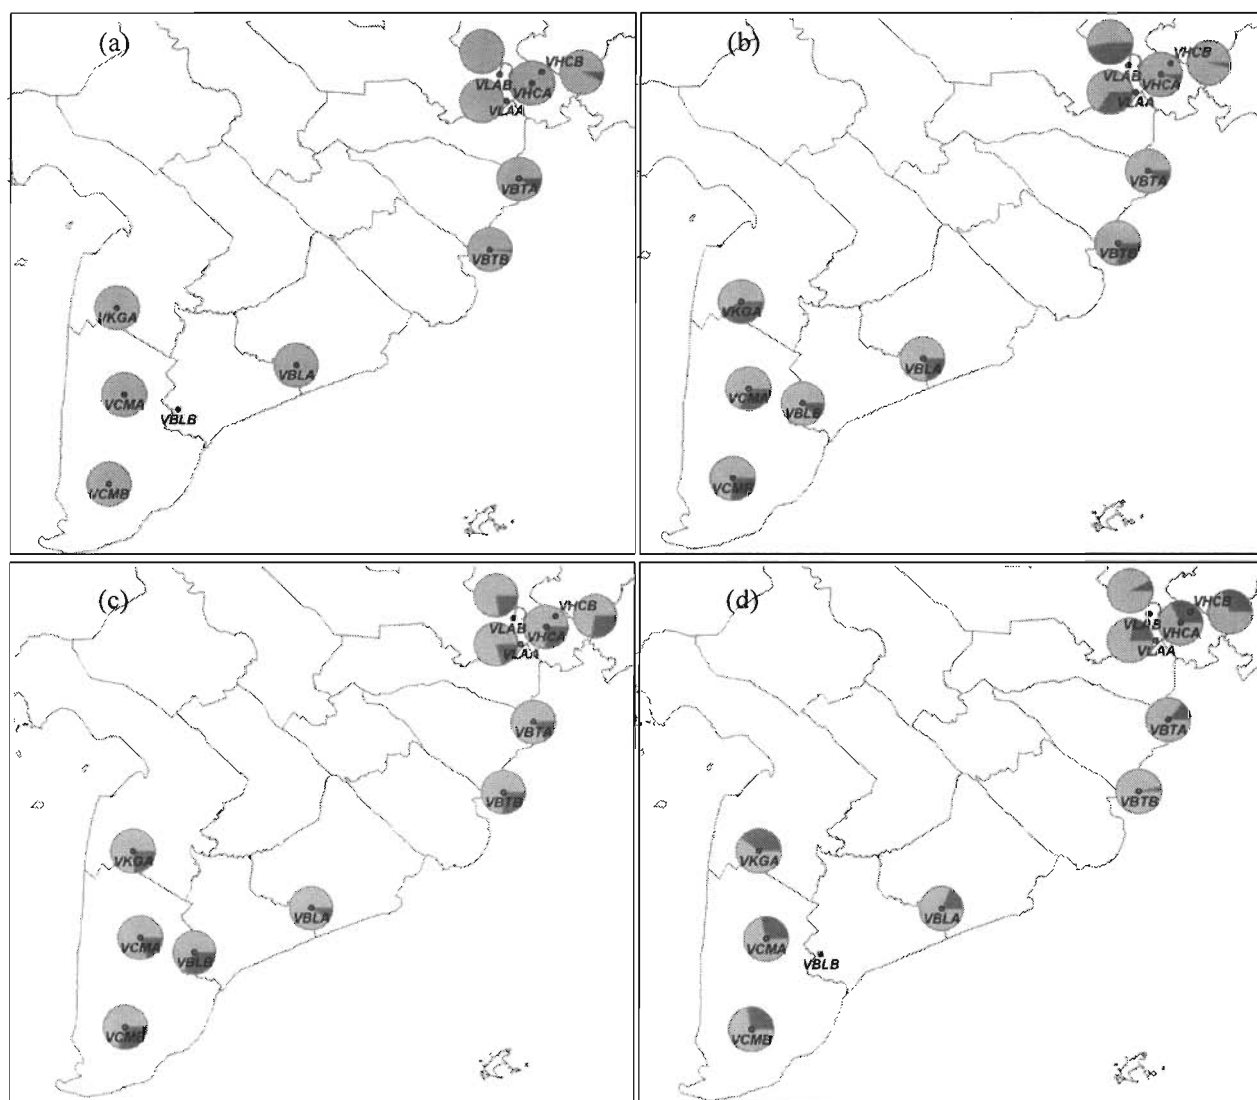 (a)
VHCB
VLAB
VHCA
VLAA
VBTA
VBTB
VKGA
VBLA
VCMA
VBLB
VCMB
(b)
VHCB
VLAB
VHCA
VLAA
VBTA
VBTB
VKGA
VBLA
VCMA
VBLB
VCMB
(c)
VHCB
VLAB
VHCA
VLAA
VBTA
VBTB
VKGA
VBLA
VCMA
VBLB
VCMB
(d)
VHCB
VLAB
VHCA
VLAA
VBTA
VBTB
VKGA
VBLA
VCMA
VBLB
VCMB